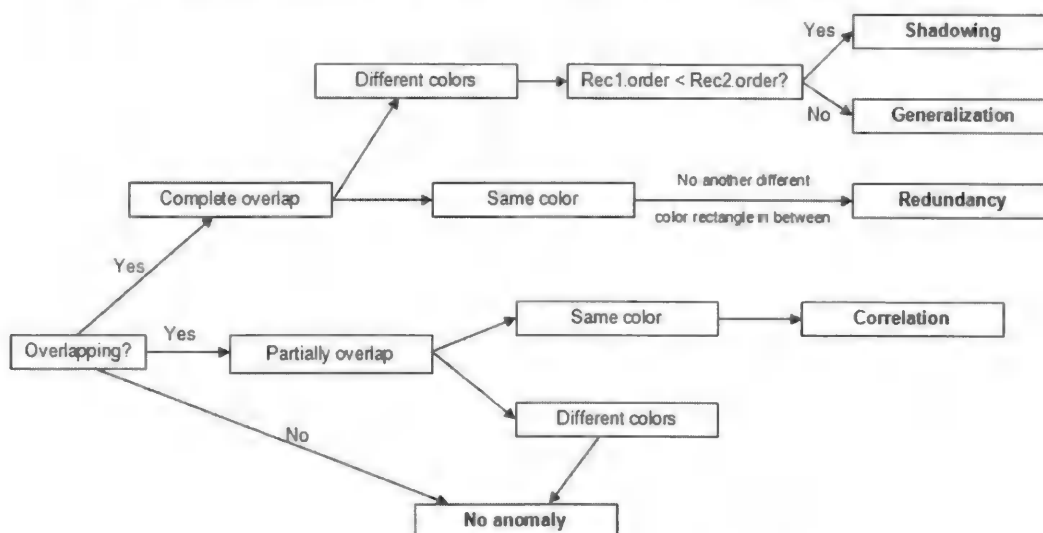 Yes
Shadowing
Different colors
Rec1.order < Rec2.order?
No
Generalization
Complete overlap
Same color
No another different
color rectangle in between
Redundancy
Yes
Same color
Correlation
Overlapping?
Yes
Partially overlap
Different colors
No
No anomaly